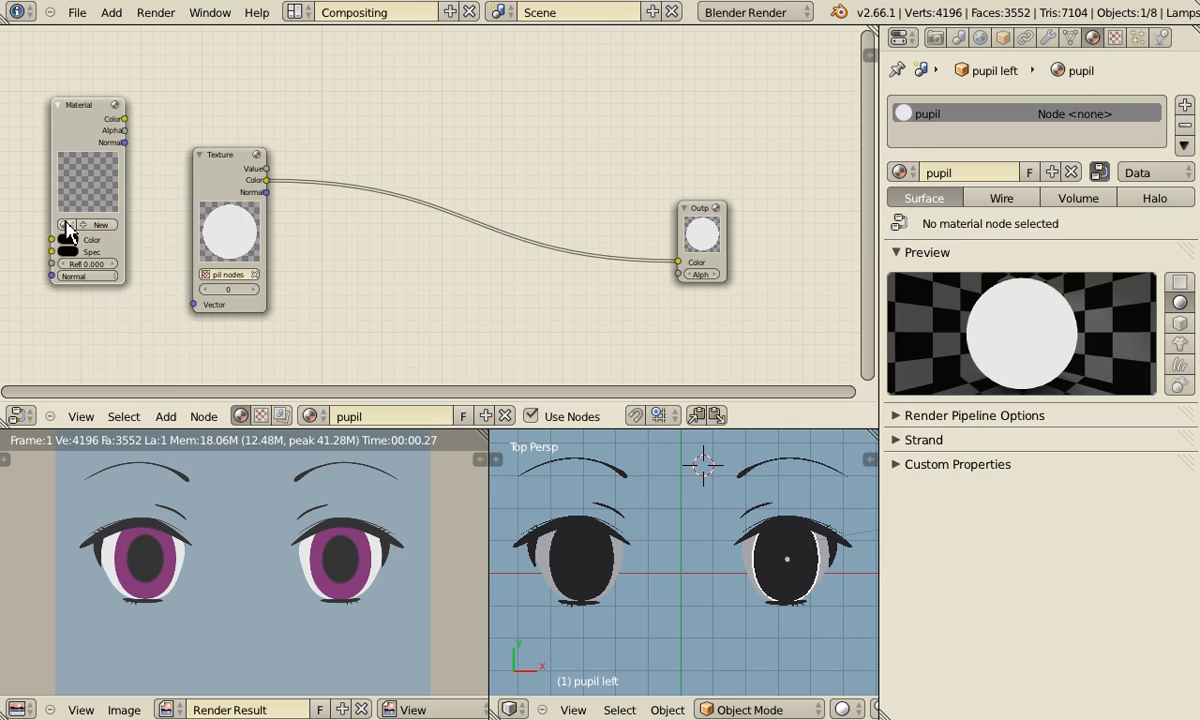 File Add Render Window Help Compositing Scene Blender Render v2.66.1 | Verts:4196 | Faces:3552 | Tris:7104 | Objects:1/8 | Lamps
pupil left pupil
Material
Color
Alpha
Normal
New
Color
Spec
Refl 0.000
Normal
Texture
Value
Color
Normal
pil nodes
0
Vector
Outp
Color
Alph
pupil Node <none>
pupil F Data
Surface Wire Volume Halo
No material node selected
Preview
Render Pipeline Options
Strand
Custom Properties
View Select Add Node pupil F Use Nodes
Frame:1 Ve:4196 Fa:3552 La:1 Mem:18.06M (12.48M, peak 41.28M) Time:00:00.27
Top Persp
y
x
(1) pupil left
View Image Render Result F View
View Select Object Object Mode